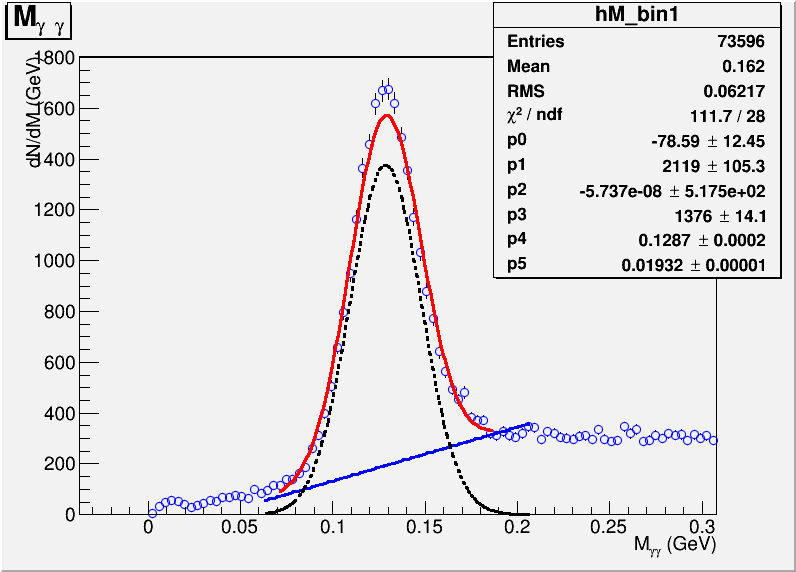 Mγ γ
hM_bin1
Entries 73596
Mean 0.162
RMS 0.06217
χ² / ndf 111.7 / 28
p0 -78.59 ± 12.45
p1 2119 ± 105.3
p2 -5.737e-08 ± 5.175e+02
p3 1376 ± 14.1
p4 0.1287 ± 0.0002
p5 0.01932 ± 0.00001
dN/dM (GeV)
1800
1600
1400
1200
1000
800
600
400
200
0
0 0.05 0.1 0.15 0.2 0.25 0.3
Mγγ (GeV)